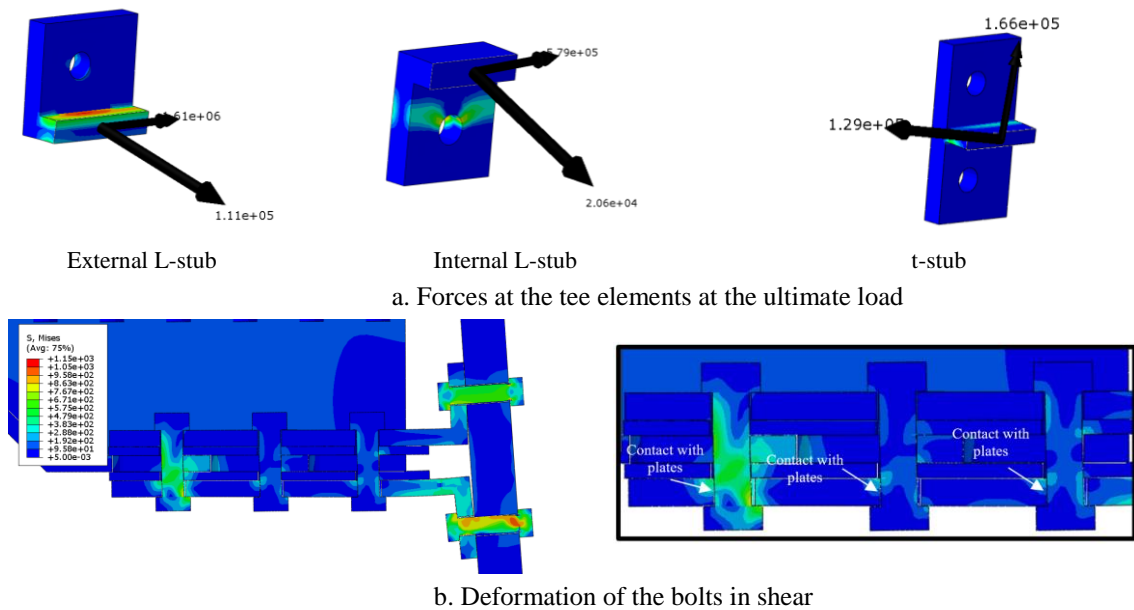 1.66e+05
5.79e+05
.61e+06
1.29e+05
1.11e+05
2.06e+04
External L-stub
Internal L-stub
t-stub
a. Forces at the tee elements at the ultimate load
S, Mises
(Avg: 75%)
+1.15e+03
+1.05e+03
+9.58e+02
+8.63e+02
+7.67e+02
+6.71e+02
+5.75e+02
+4.79e+02
+3.83e+02
+2.88e+02
+1.92e+02
+9.58e+01
+5.00e-03
Contact with
plates
Contact with
plates
Contact with
plates
b. Deformation of the bolts in shear